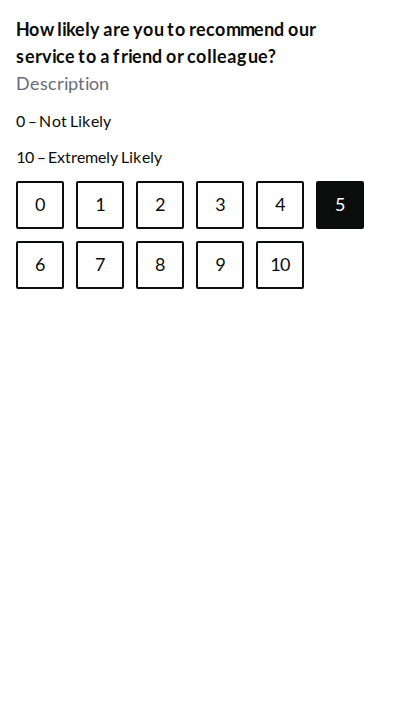 How likely are you to recommend our
service to a friend or colleague?
Description
0 – Not Likely
10 – Extremely Likely
0 1 2 3 4 5
6 7 8 9 10